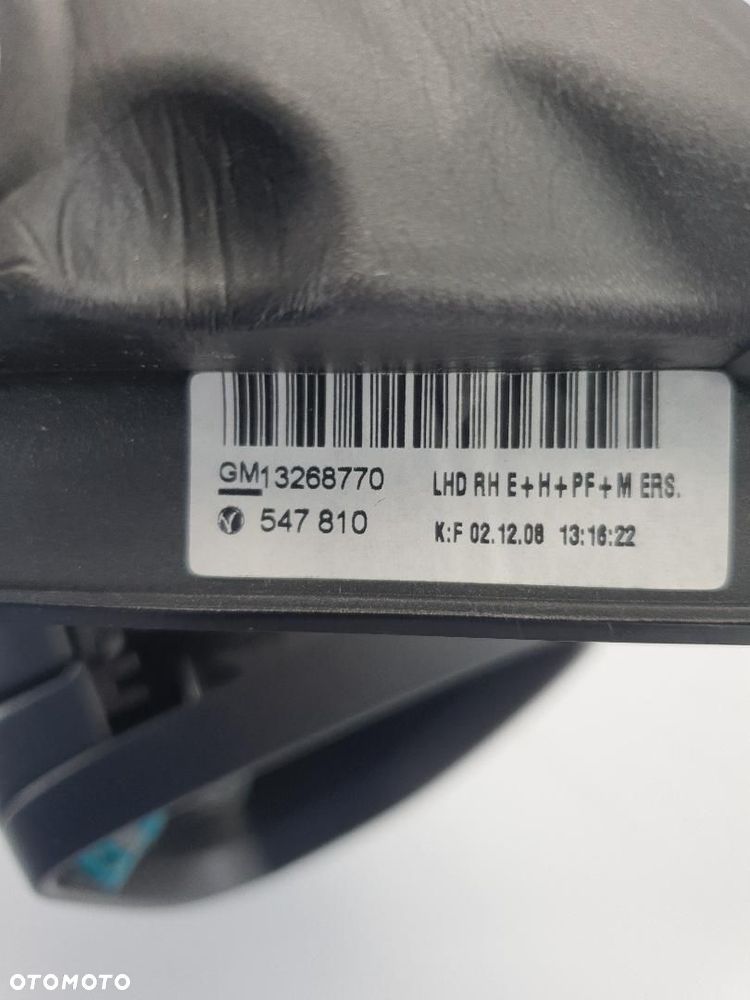 GM13268770 LHD RH E+H+PF+M ERS.
547 810 K:F 02.12.08 13:16:22
OTOMOTO